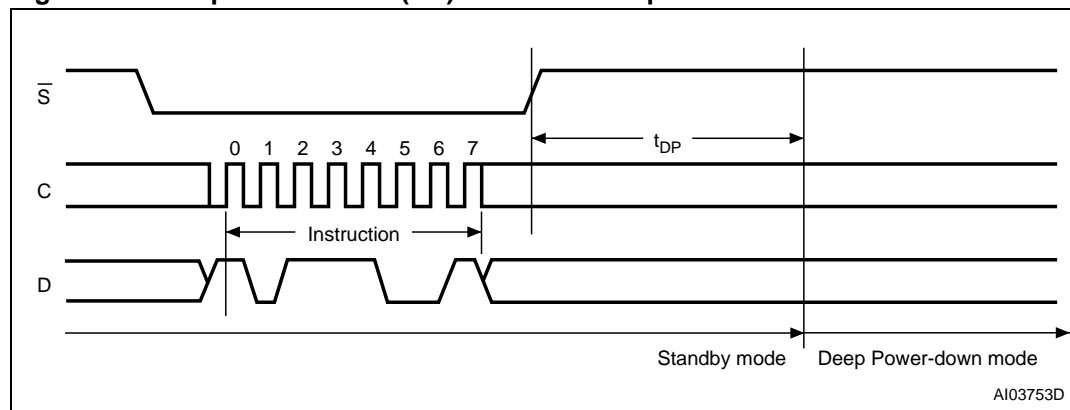 S
tDP
0 1 2 3 4 5 6 7
C
Instruction
D
Standby mode Deep Power-down mode
AI03753D